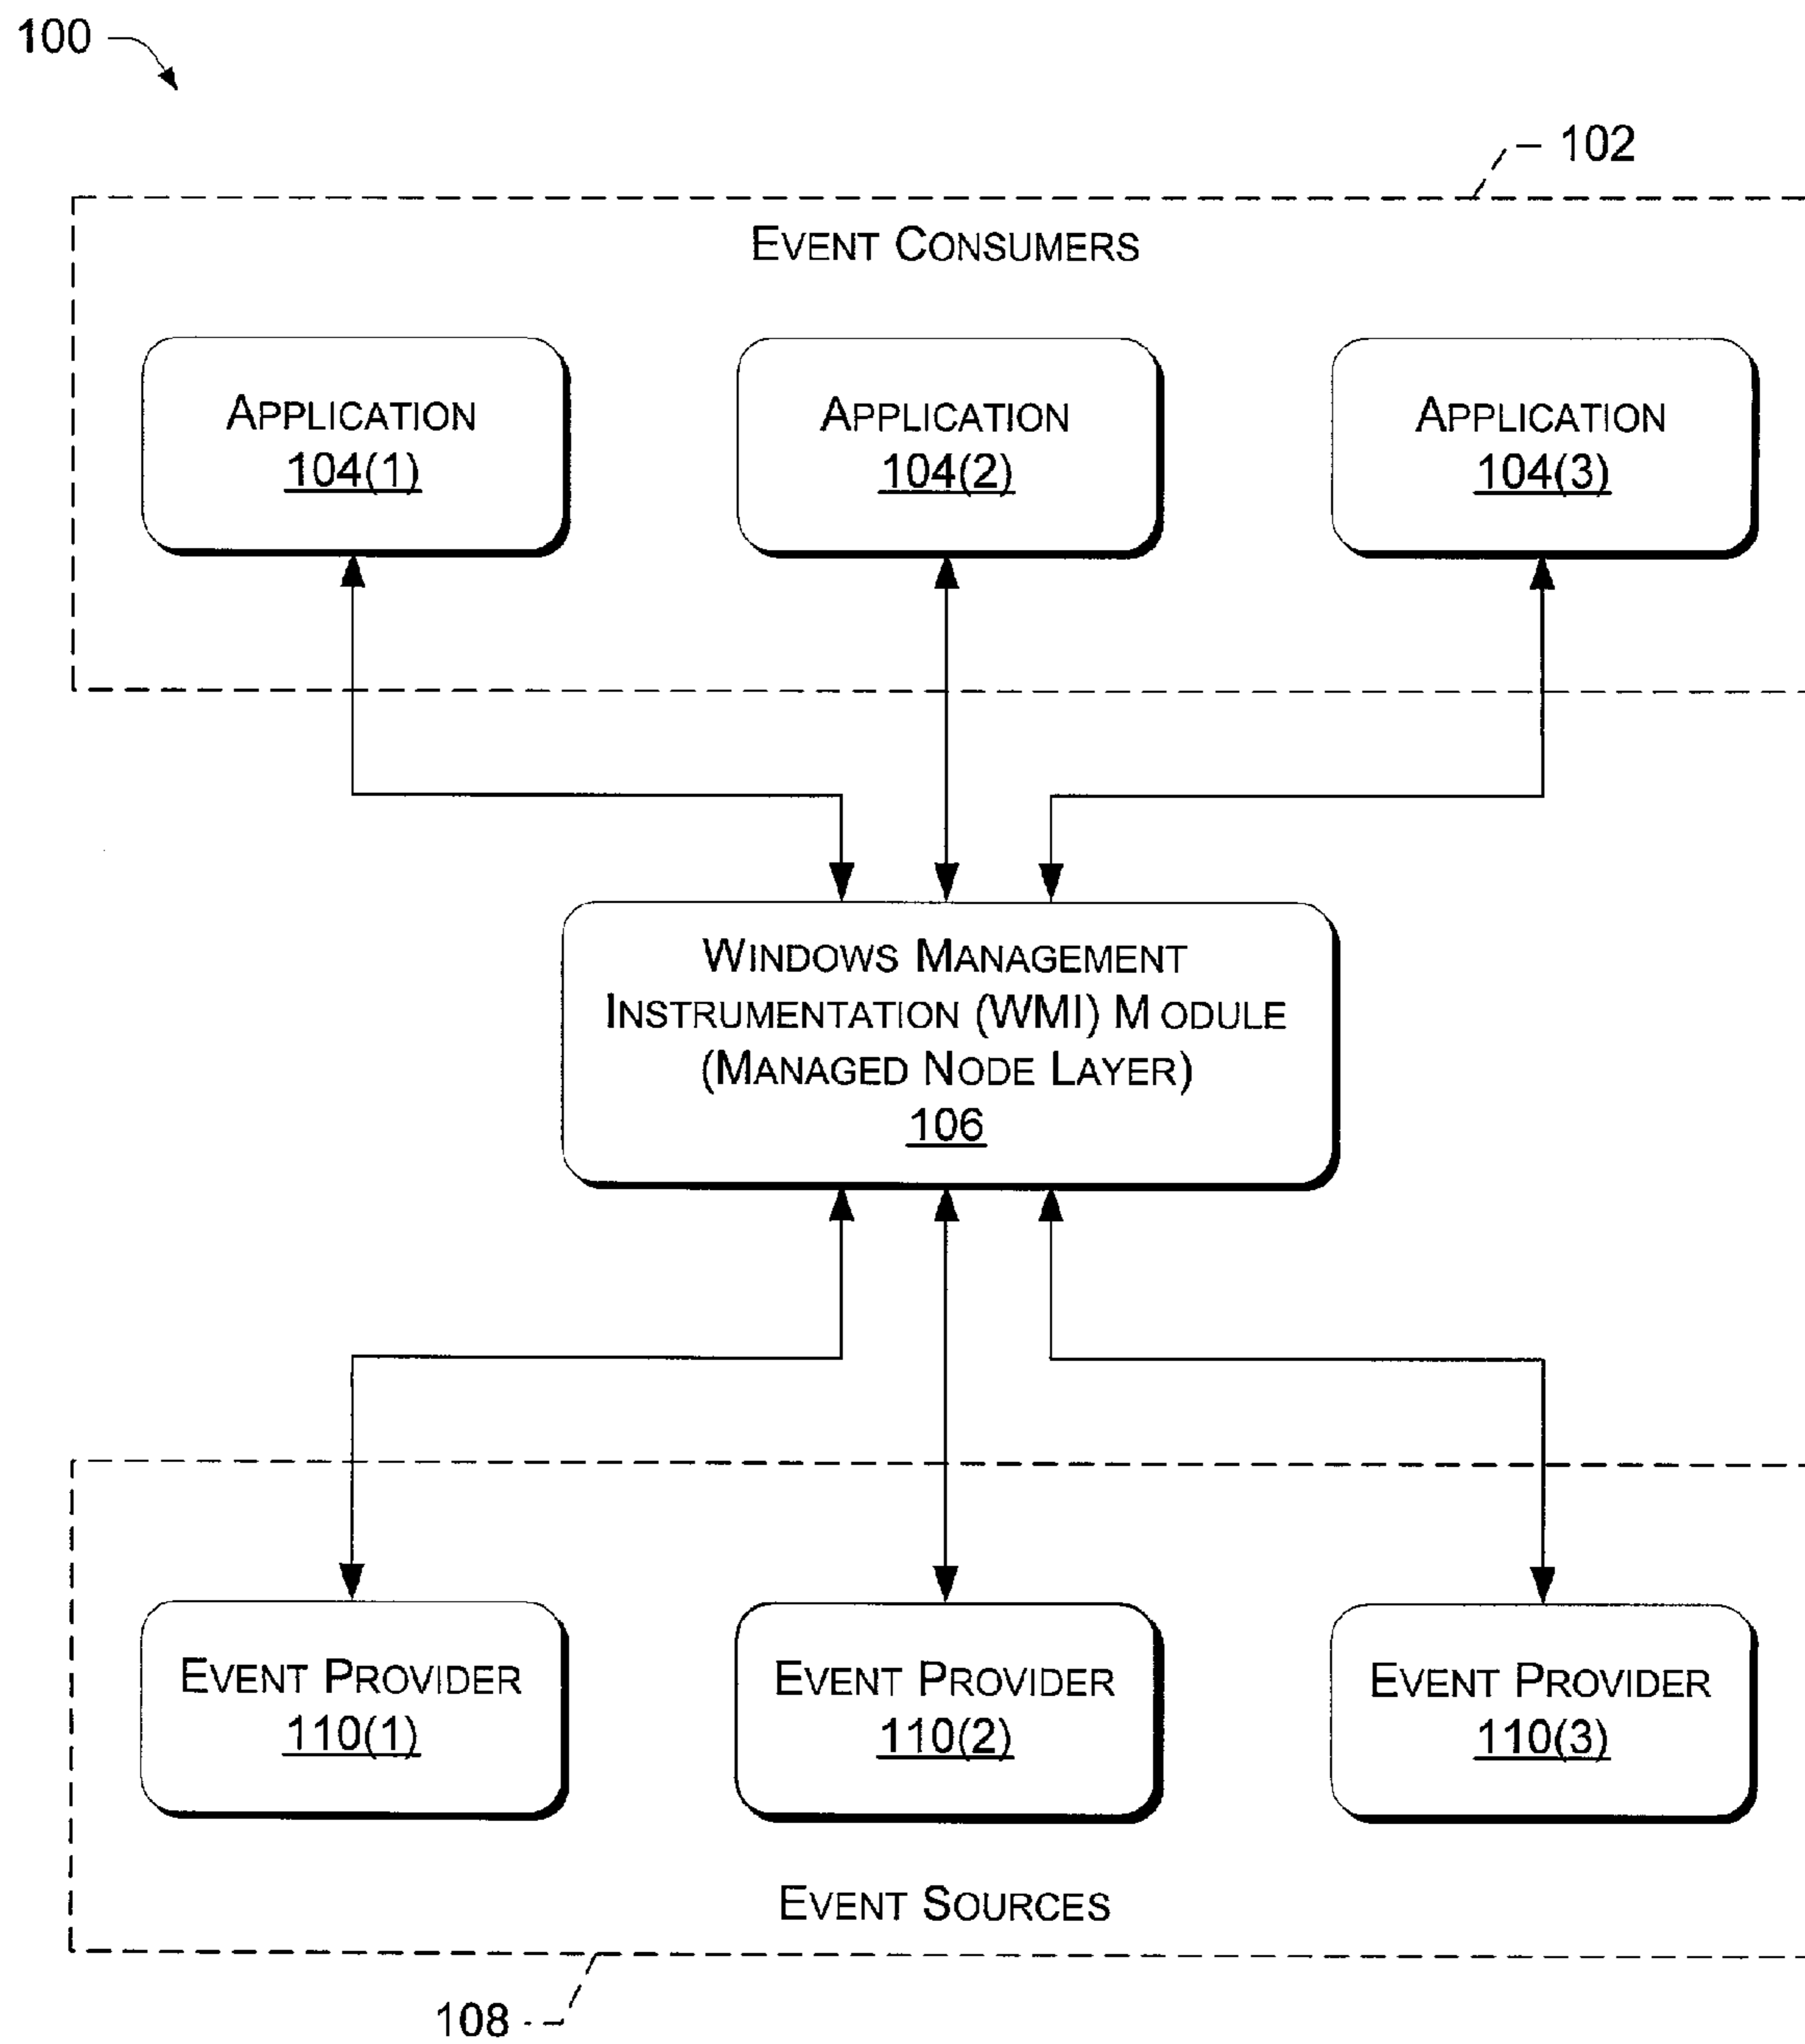 100
102
EVENT CONSUMERS
APPLICATION
104(1)
APPLICATION
104(2)
APPLICATION
104(3)
WINDOWS MANAGEMENT
INSTRUMENTATION (WMI) MODULE
(MANAGED NODE LAYER)
106
EVENT PROVIDER
110(1)
EVENT PROVIDER
110(2)
EVENT PROVIDER
110(3)
EVENT SOURCES
108